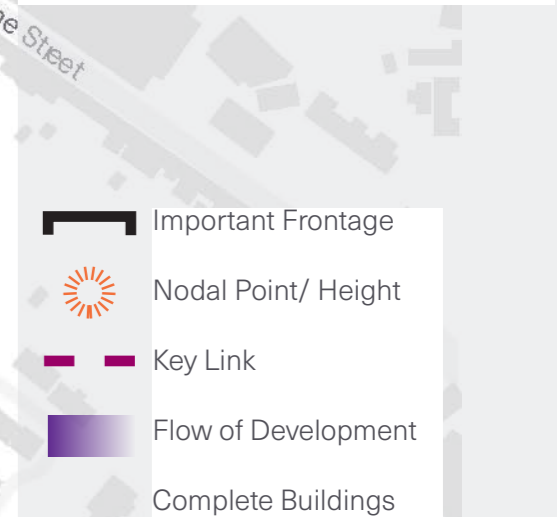 Street
Important Frontage
Nodal Point/ Height
Key Link
Flow of Development
Complete Buildings